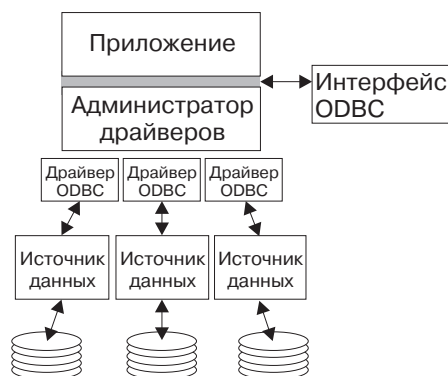 Приложение
Интерфейс
ODBC
Администратор
драйверов
Драйвер
ODBC
Драйвер
ODBC
Драйвер
ODBC
Источник
данных
Источник
данных
Источник
данных